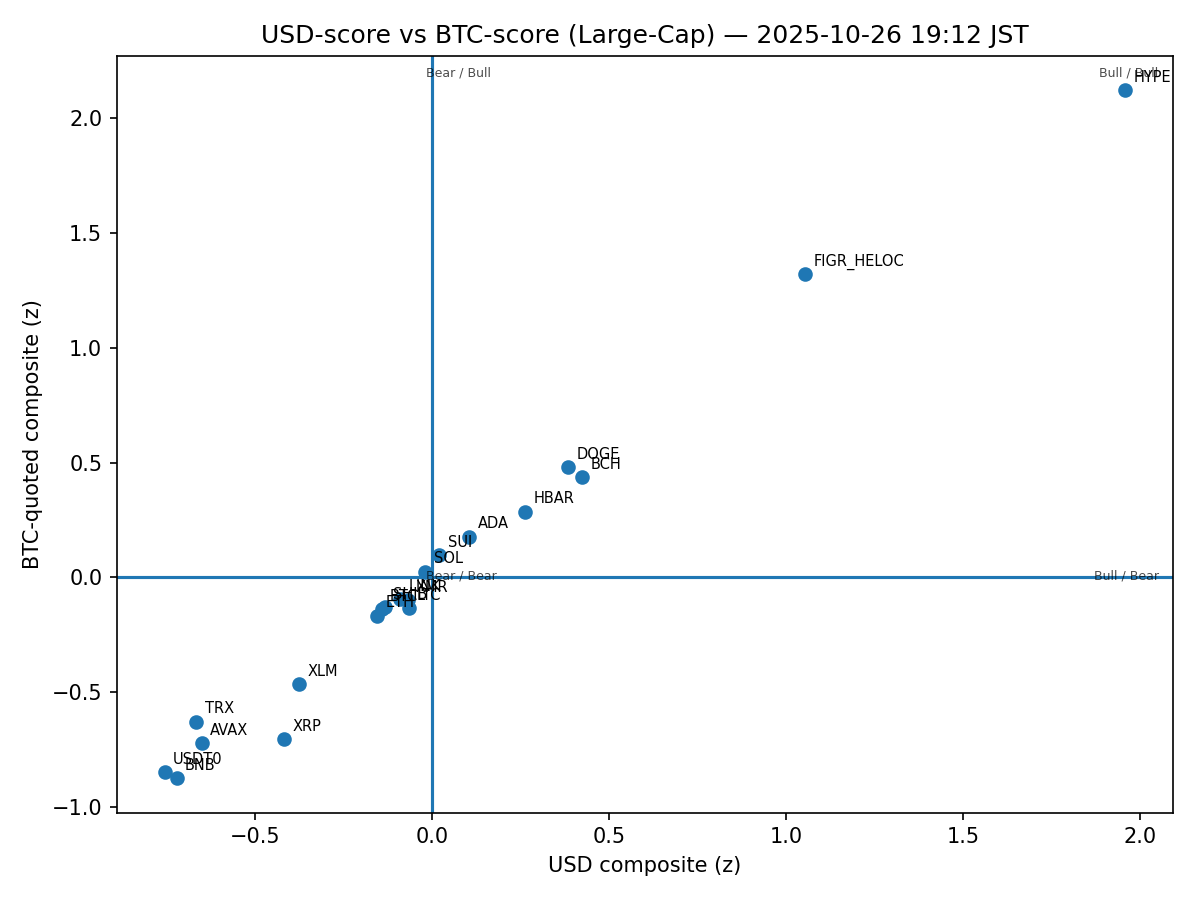 USD-score vs BTC-score (Large-Cap) — 2025-10-26 19:12 JST
Bear / Bull
Bull / Bull
HYPE
2.0
1.5
FIGR_HELOC
1.0
BTC-quoted composite (z)
0.5
DOGE
BCH
HBAR
ADA
SUI
SOL
0.0
Bear / Bear
Bull / Bear
ETH
XLM
−0.5
TRX
XRP
AVAX
USDT0
BNB
−1.0
−0.5
0.0
0.5
1.0
1.5
2.0
USD composite (z)